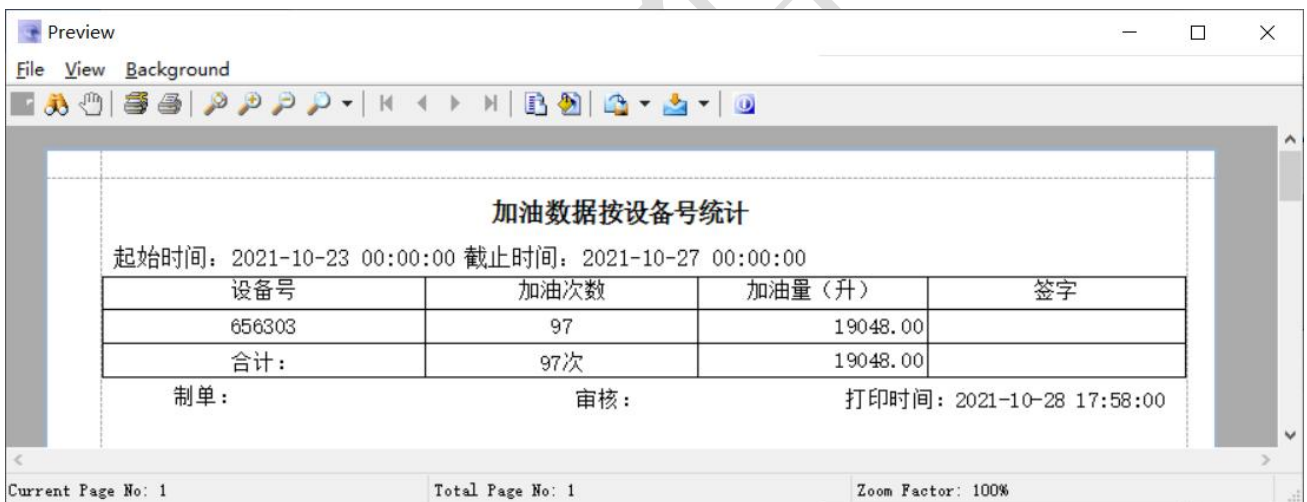 Preview
File View Background
加油数据按设备号统计
起始时间：2021-10-23 00:00:00 截止时间：2021-10-27 00:00:00
设备号 加油次数 加油量（升） 签字
656303 97 19048.00
合计： 97次 19048.00
制单： 审核： 打印时间：2021-10-28 17:58:00
Current Page No: 1 Total Page No: 1 Zoom Factor: 100%